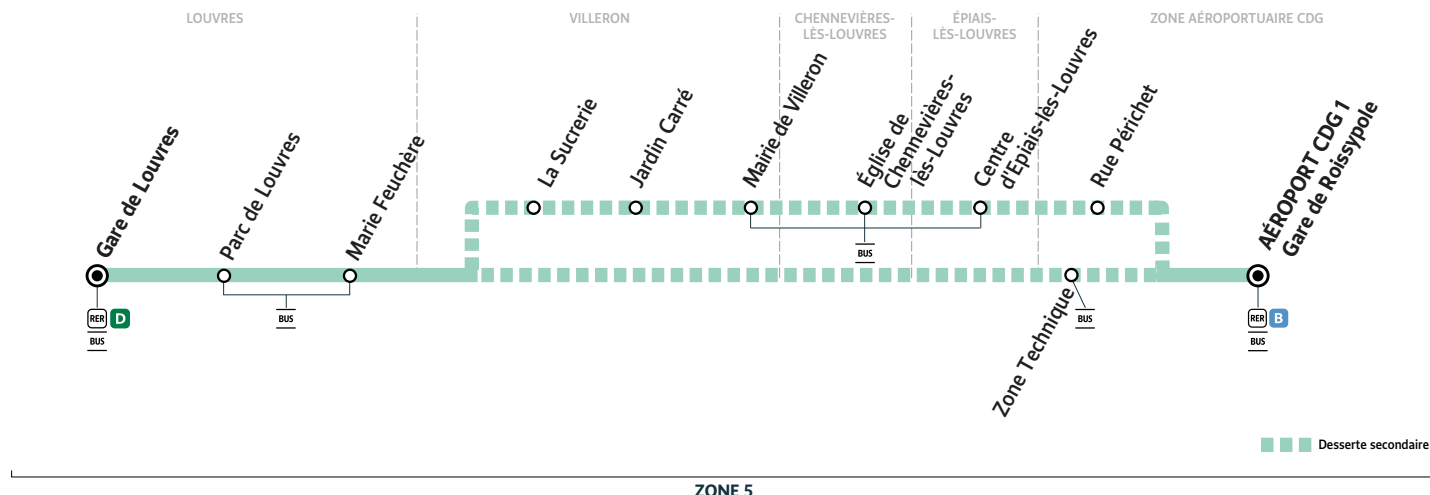 LOUVRES
VILLERON
CHENNEVIÈRES-
LÈS-LOUVRES
ÉPIAIS-
LÈS-LOUVRES
ZONE AÉROPORTUAIRE CDG
Gare de Louvres
Parc de Louvres
Marie Feuchère
La Sucrerie
Jardin Carré
Mairie de Villeron
Église de
Chennevières-
lès-Louvres
Centre
d'Epiais-lès-Louvres
Rue Périchet
AÉROPORT CDG 1
Gare de Roissypole
BUS
RER D
BUS
BUS
Zone Technique
BUS
RER B
BUS
Desserte secondaire
ZONE 5